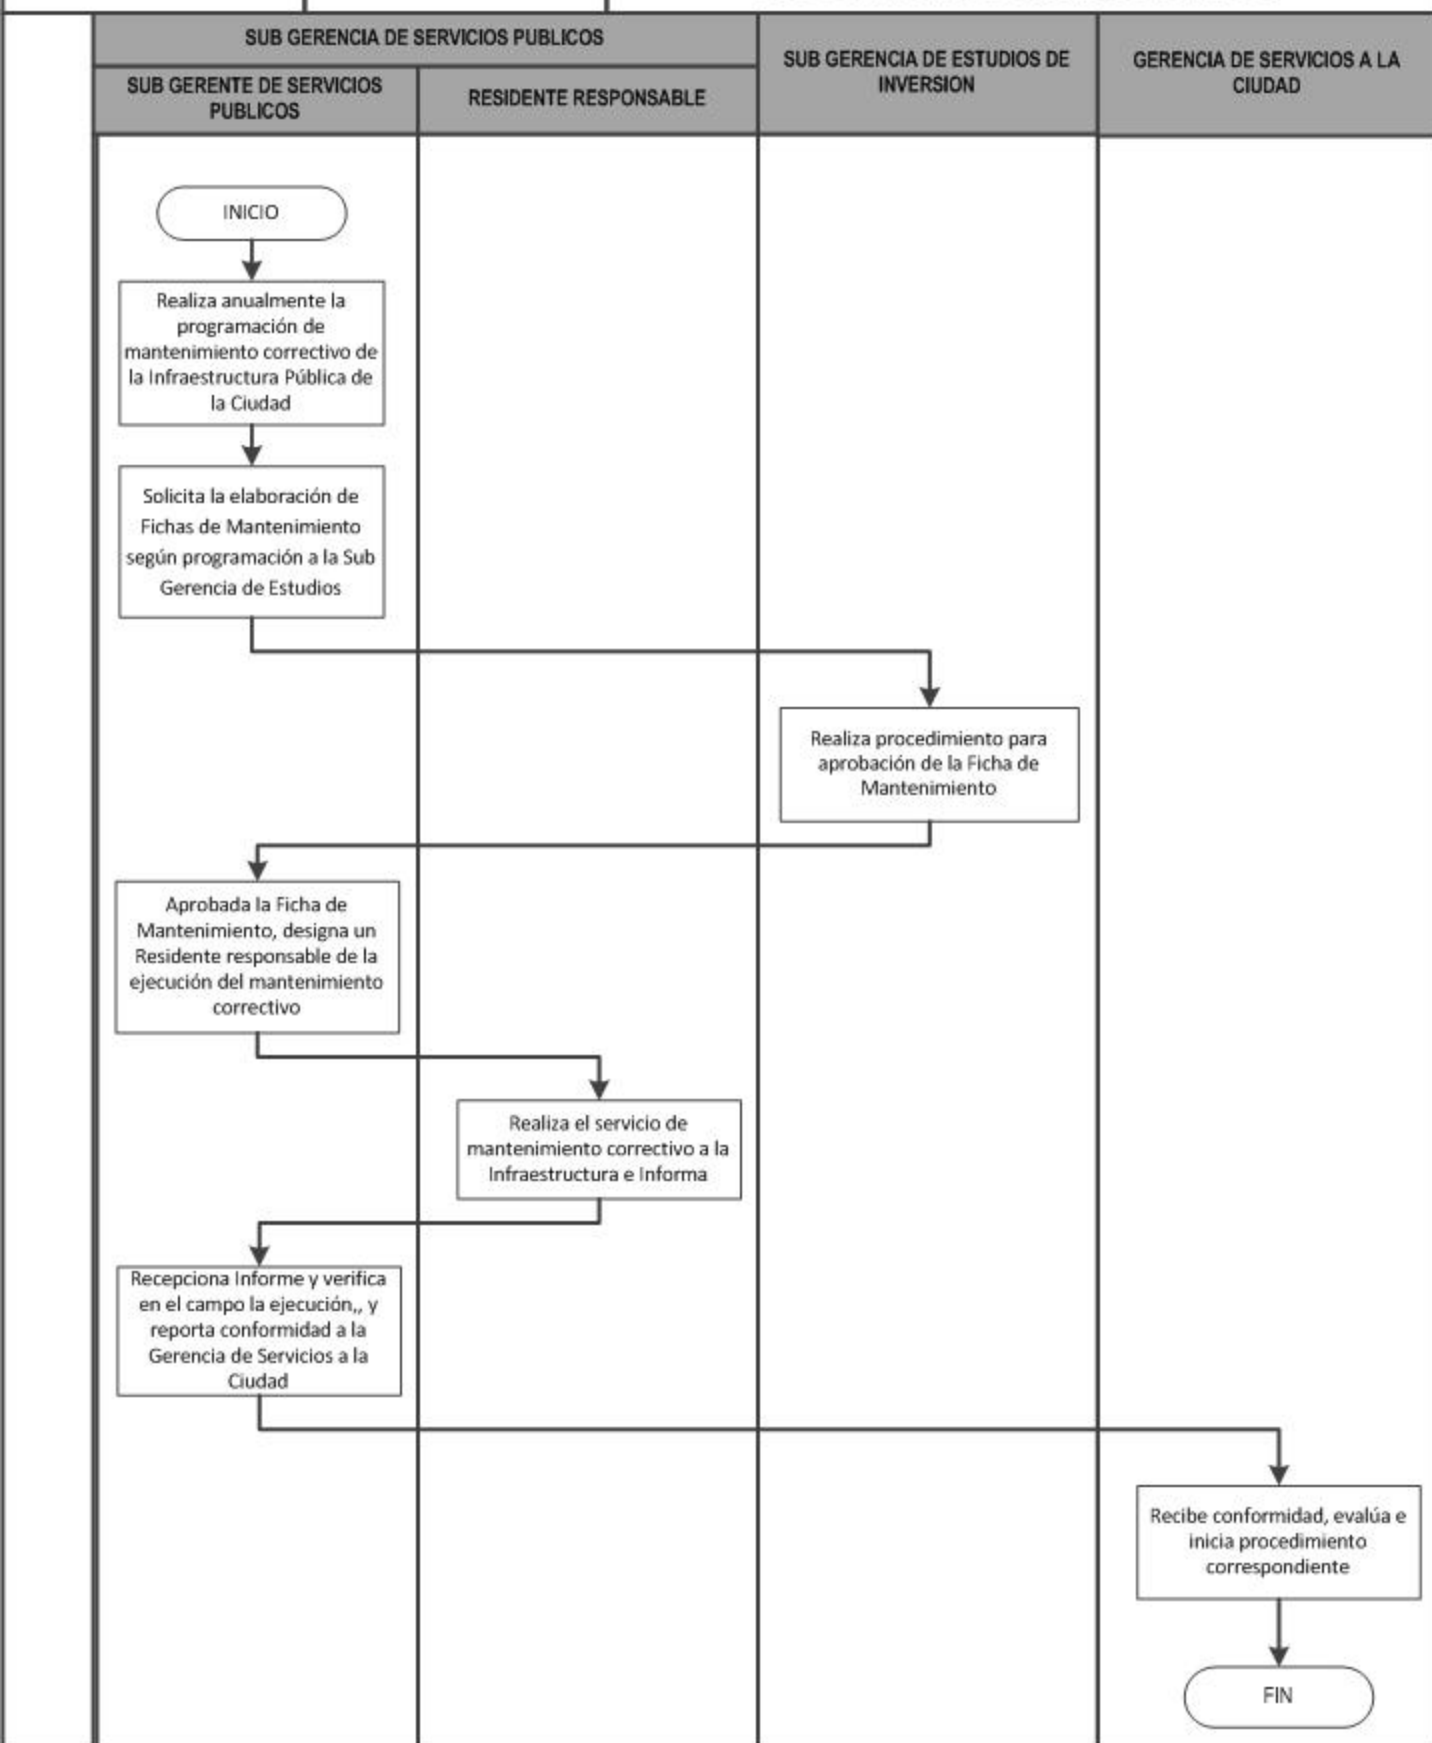 SUB GERENCIA DE SERVICIOS PUBLICOS
SUB GERENCIA DE ESTUDIOS DE
INVERSION
GERENCIA DE SERVICIOS A LA
CIUDAD
SUB GERENTE DE SERVICIOS
PUBLICOS
RESIDENTE RESPONSABLE
INICIO
Realiza anualmente la
programación de
mantenimiento correctivo de
la Infraestructura Pública de
la Ciudad
Solicita la elaboración de
Fichas de Mantenimiento
según programación a la Sub
Gerencia de Estudios
Realiza procedimiento para
aprobación de la Ficha de
Mantenimiento
Aprobada la Ficha de
Mantenimiento, designa un
Residente responsable de la
ejecución del mantenimiento
correctivo
Realiza el servicio de
mantenimiento correctivo a la
Infraestructura e Informa
Recepciona Informe y verifica
en el campo la ejecución,, y
reporta conformidad a la
Gerencia de Servicios a la
Ciudad
Recibe conformidad, evalúa e
inicia procedimiento
correspondiente
FIN